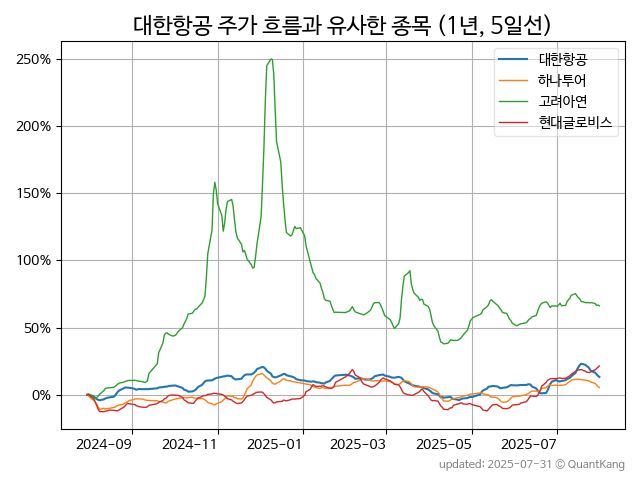 대한항공 주가 흐름과 유사한 종목 (1년, 5일선)
250%
200%
150%
100%
50%
0%
대한항공
하나투어
고려아연
현대글로비스
2024-09 2024-11 2025-01 2025-03 2025-05 2025-07
updated: 2025-07-31 © QuantKang